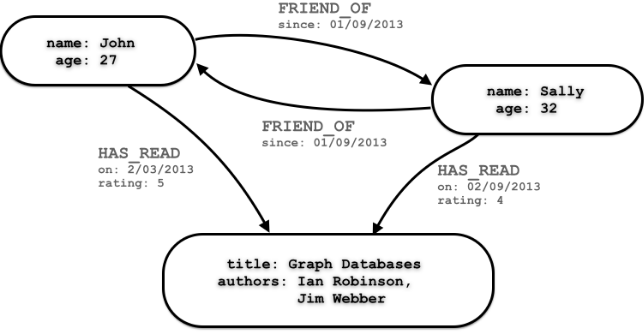 FRIEND_OF
since: 01/09/2013
name: John
age: 27
name: Sally
age: 32
FRIEND_OF
since: 01/09/2013
HAS_READ
on: 2/03/2013
rating: 5
HAS_READ
on: 02/09/2013
rating: 4
title: Graph Databases
authors: Ian Robinson,
Jim Webber